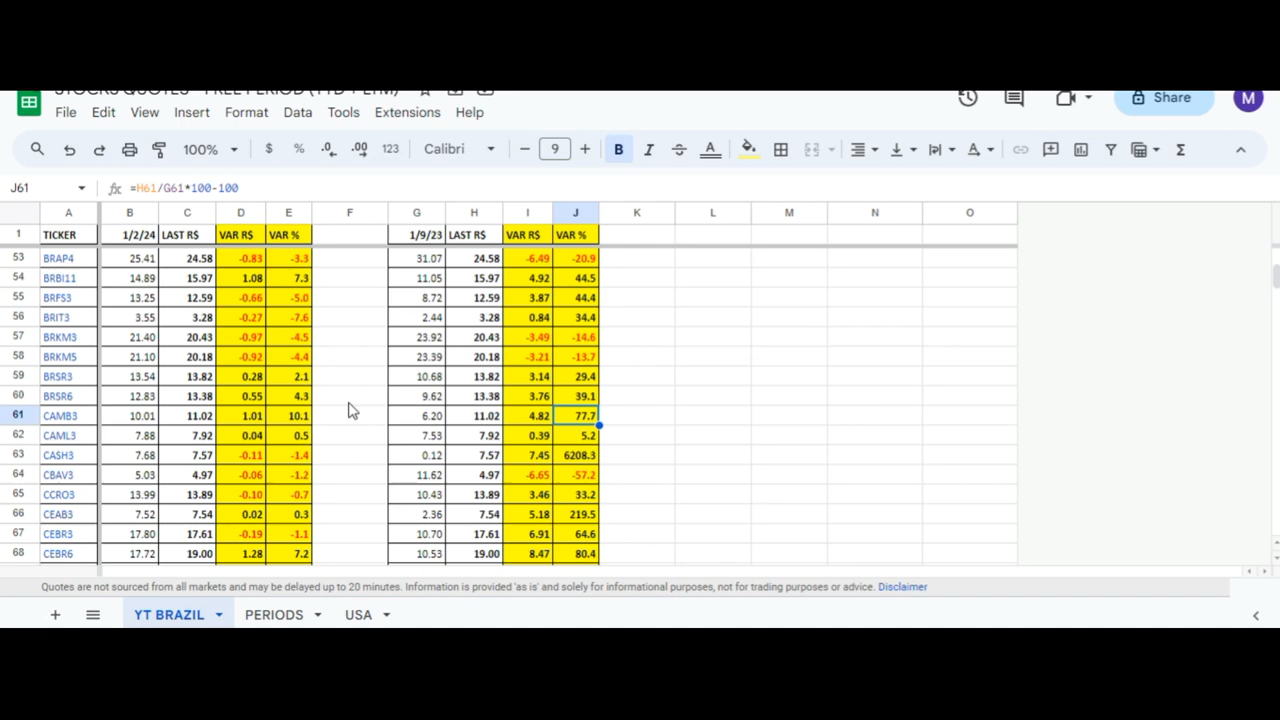 STOCKS QUOTES - FREE PERIOD (YTD + LTM)
File Edit View Insert Format Data Tools Extensions Help
Share M
100% $ % .0 .00 123 Calibri 9 B I A
J61 fx =H61/G61*100-100
A B C D E F G H I J K L M N O
1 TICKER 1/2/24 LAST R$ VAR R$ VAR % 1/9/23 LAST R$ VAR R$ VAR %
53 BRAP4 25.41 24.58 -0.83 -3.3 31.07 24.58 -6.49 -20.9
54 BRBI11 14.89 15.97 1.08 7.3 11.05 15.97 4.92 44.5
55 BRFS3 13.25 12.59 -0.66 -5.0 8.72 12.59 3.87 44.4
56 BRIT3 3.55 3.28 -0.27 -7.6 2.44 3.28 0.84 34.4
57 BRKM3 21.40 20.43 -0.97 -4.5 23.92 20.43 -3.49 -14.6
58 BRKM5 21.10 20.18 -0.92 -4.4 23.39 20.18 -3.21 -13.7
59 BRSR3 13.54 13.82 0.28 2.1 10.68 13.82 3.14 29.4
60 BRSR6 12.83 13.38 0.55 4.3 9.62 13.38 3.76 39.1
61 CAMB3 10.01 11.02 1.01 10.1 6.20 11.02 4.82 77.7
62 CAML3 7.88 7.92 0.04 0.5 7.53 7.92 0.39 5.2
63 CASH3 7.68 7.57 -0.11 -1.4 0.12 7.57 7.45 6208.3
64 CBAV3 5.03 4.97 -0.06 -1.2 11.62 4.97 -6.65 -57.2
65 CCRO3 13.99 13.89 -0.10 -0.7 10.43 13.89 3.46 33.2
66 CEAB3 7.52 7.54 0.02 0.3 2.36 7.54 5.18 219.5
67 CEBR3 17.80 17.61 -0.19 -1.1 10.70 17.61 6.91 64.6
68 CEBR6 17.72 19.00 1.28 7.2 10.53 19.00 8.47 80.4
Quotes are not sourced from all markets and may be delayed up to 20 minutes. Information is provided 'as is' and solely for informational purposes, not for trading purposes or advice. Disclaimer
YT BRAZIL PERIODS USA